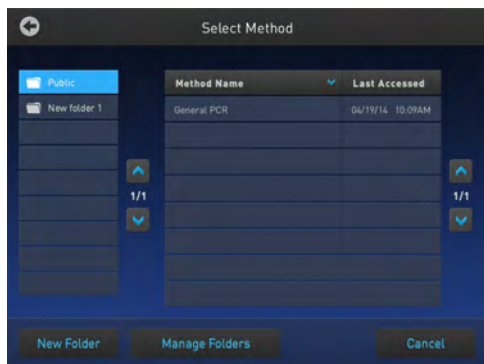 Select Method
Public
New folder 1
1/1
Method Name Last Accessed
General PCR 04/19/14 10.09AM
1/1
New Folder Manage Folders Cancel